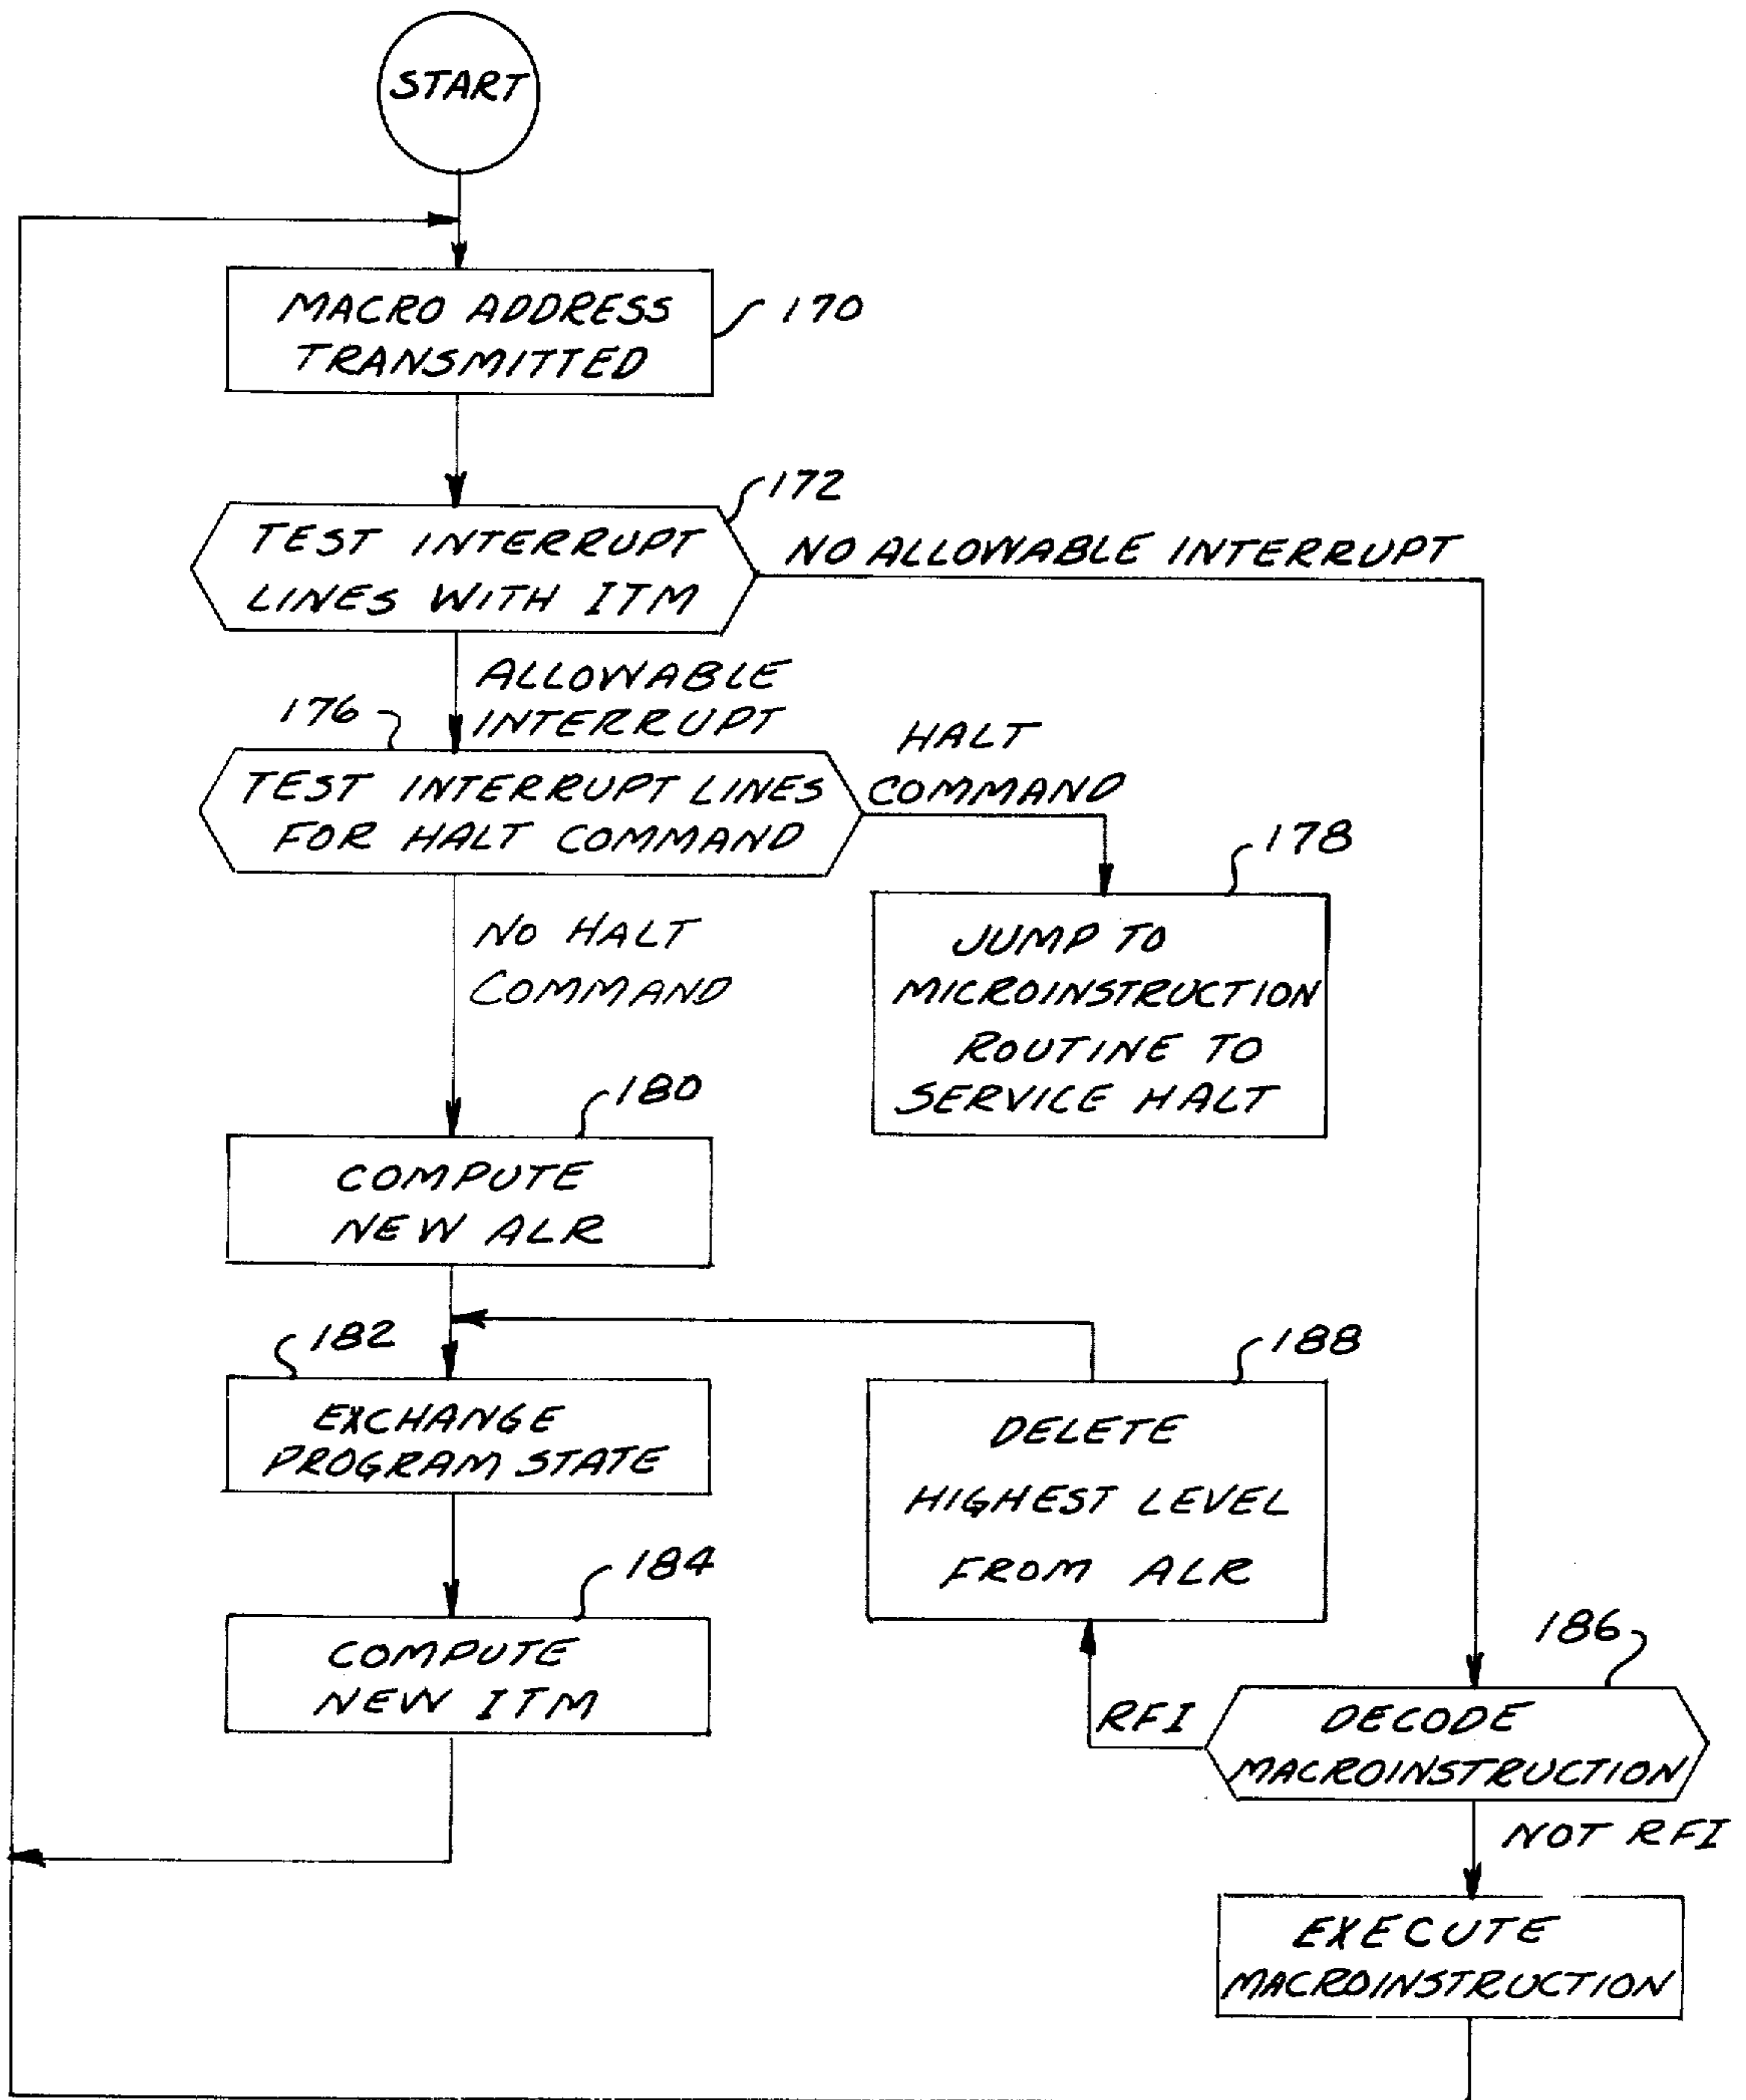 START
MACRO ADDRESS
TRANSMITTED
170
172
TEST INTERRUPT
LINES WITH ITM
NO ALLOWABLE INTERRUPT
ALLOWABLE
INTERRUPT
176
TEST INTERRUPT LINES
FOR HALT COMMAND
HALT
COMMAND
178
JUMP TO
MICROINSTRUCTION
ROUTINE TO
SERVICE HALT
NO HALT
COMMAND
180
COMPUTE
NEW ALR
182
EXCHANGE
PROGRAM STATE
188
DELETE
HIGHEST LEVEL
FROM ALR
184
COMPUTE
NEW ITM
186
DECODE
MACROINSTRUCTION
RFI
NOT RFI
EXECUTE
MACROINSTRUCTION